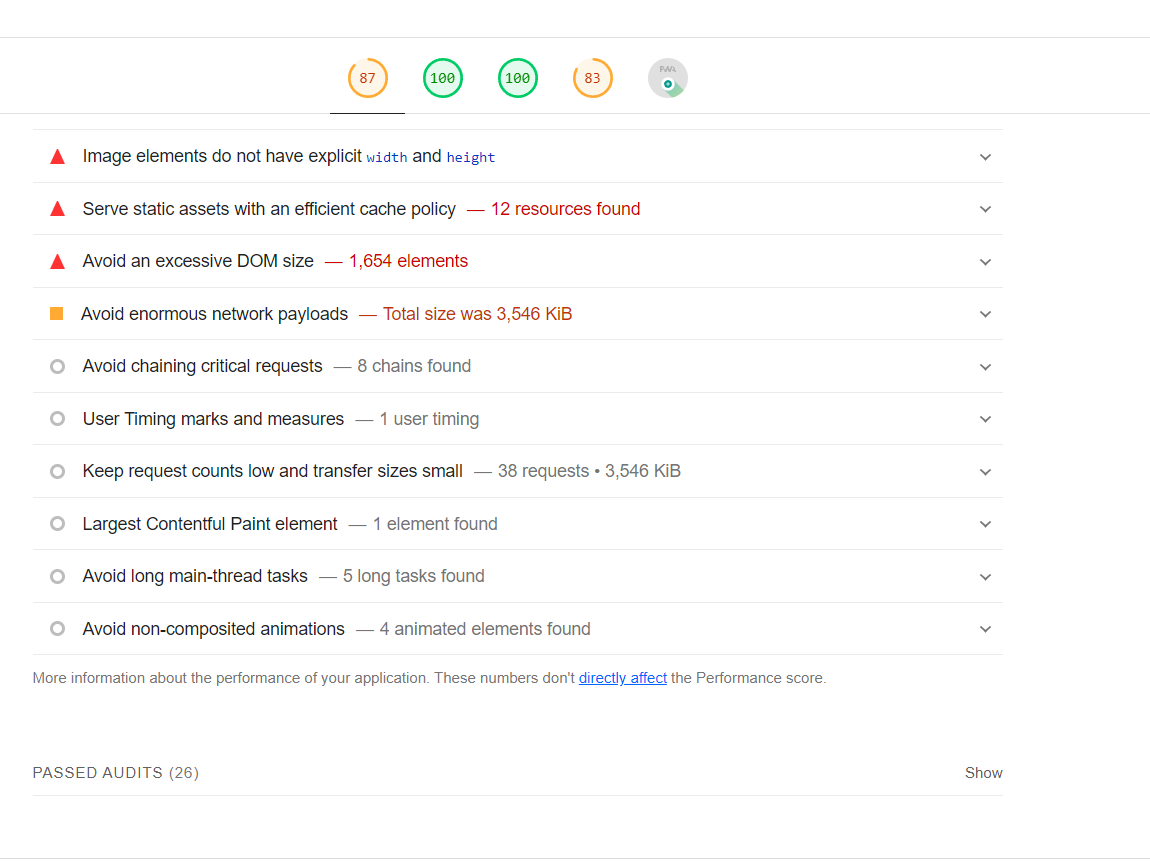 87 100 100 83 PWA
Image elements do not have explicit width and height
Serve static assets with an efficient cache policy — 12 resources found
Avoid an excessive DOM size — 1,654 elements
Avoid enormous network payloads — Total size was 3,546 KiB
Avoid chaining critical requests — 8 chains found
User Timing marks and measures — 1 user timing
Keep request counts low and transfer sizes small — 38 requests • 3,546 KiB
Largest Contentful Paint element — 1 element found
Avoid long main-thread tasks — 5 long tasks found
Avoid non-composited animations — 4 animated elements found
More information about the performance of your application. These numbers don't directly affect the Performance score.
PASSED AUDITS (26) Show